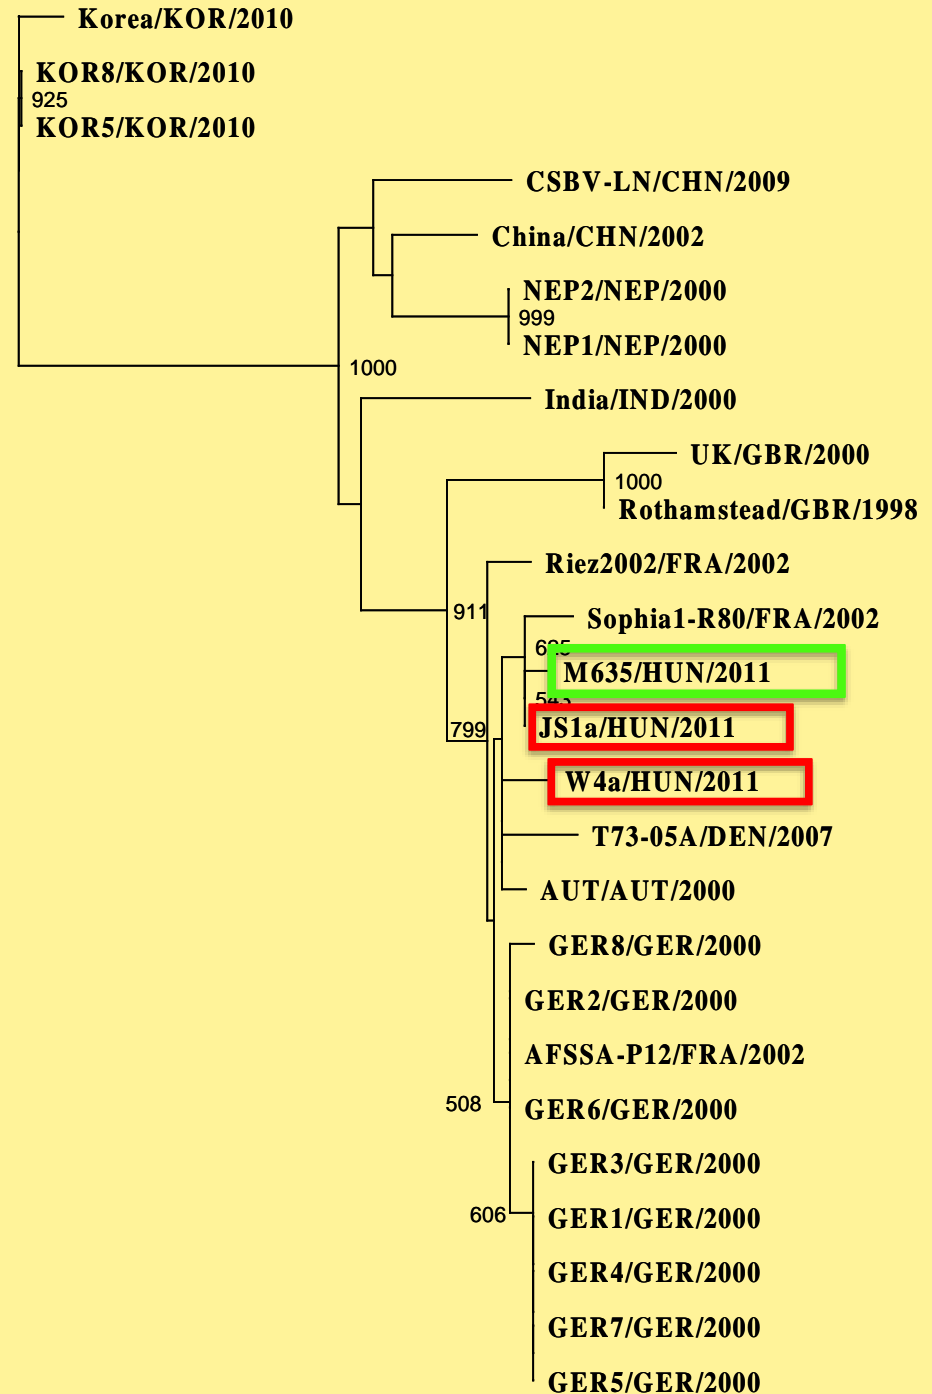 Korea/KOR/2010
KOR8/KOR/2010
925
KOR5/KOR/2010
CSBV-LN/CHN/2009
China/CHN/2002
NEP2/NEP/2000
999
NEP1/NEP/2000
1000
India/IND/2000
UK/GBR/2000
1000
Rothamstead/GBR/1998
Riez2002/FRA/2002
911
Sophia1-R80/FRA/2002
M635/HUN/2011
JS1a/HUN/2011
799
W4a/HUN/2011
T73-05A/DEN/2007
AUT/AUT/2000
GER8/GER/2000
GER2/GER/2000
AFSSA-P12/FRA/2002
508
GER6/GER/2000
GER3/GER/2000
606
GER1/GER/2000
GER4/GER/2000
GER7/GER/2000
GER5/GER/2000